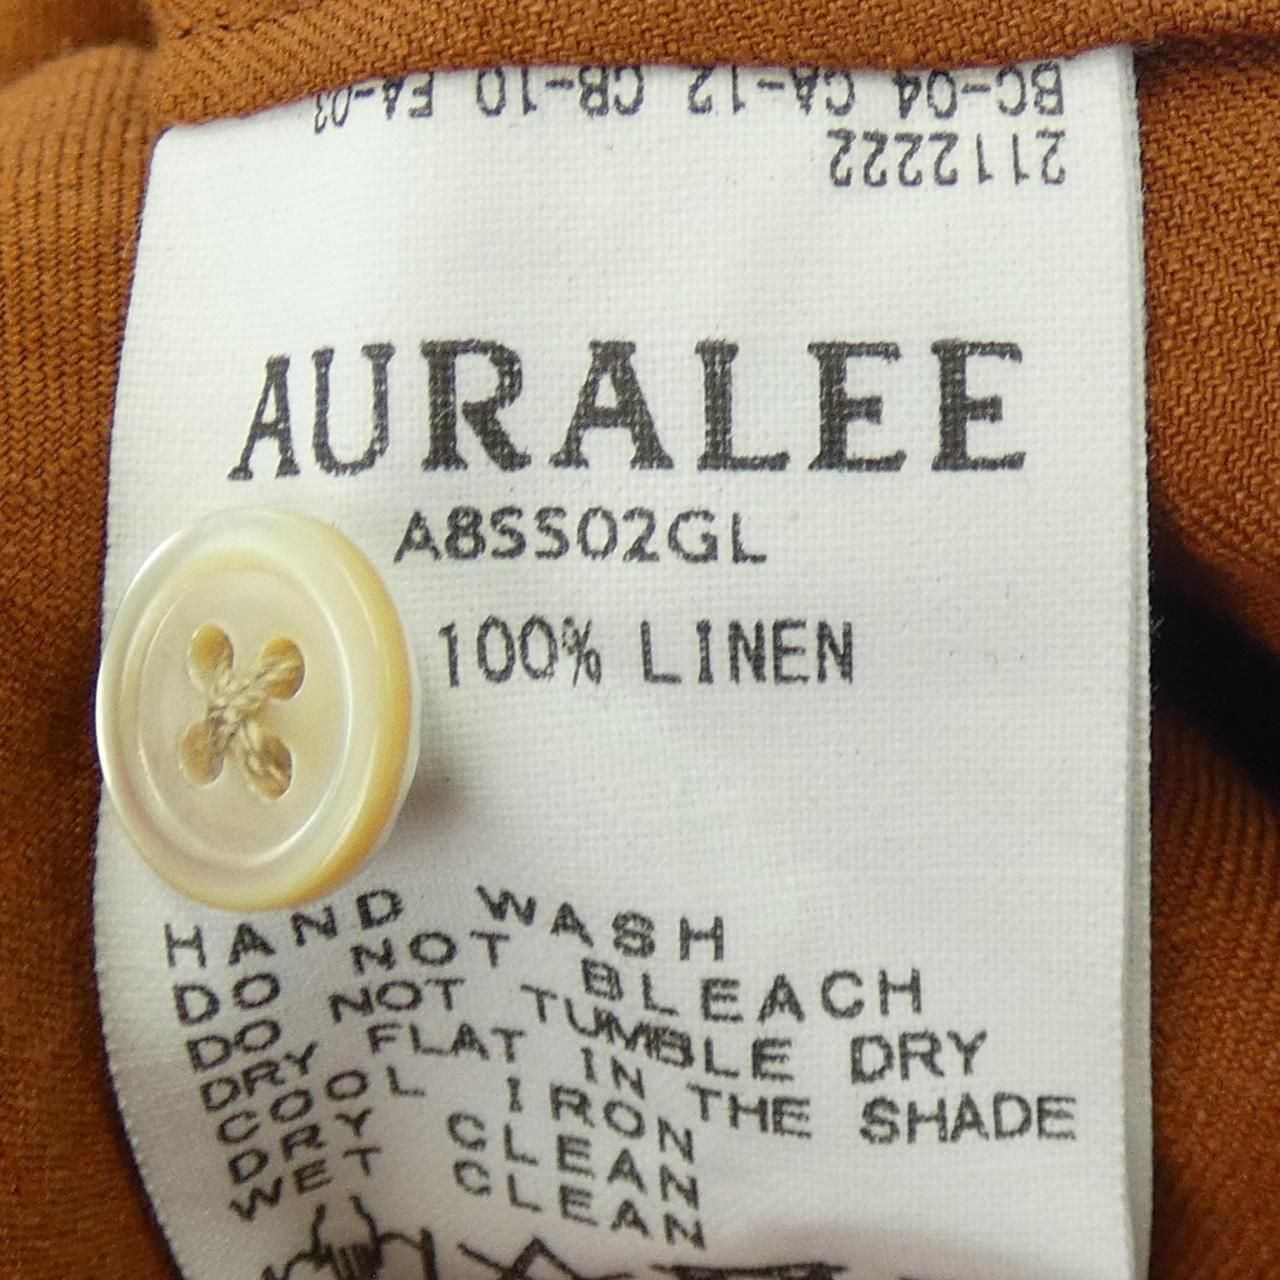 BC-04 CA-12 CB-10 FA-03
2112222
AURALEE
A8SS02GL
100% LINEN
HAND WASH
DO NOT BLEACH
DO NOT TUMBLE DRY
DRY FLAT IN THE SHADE
COOL IRON
DRY CLEAN
WET CLEAN